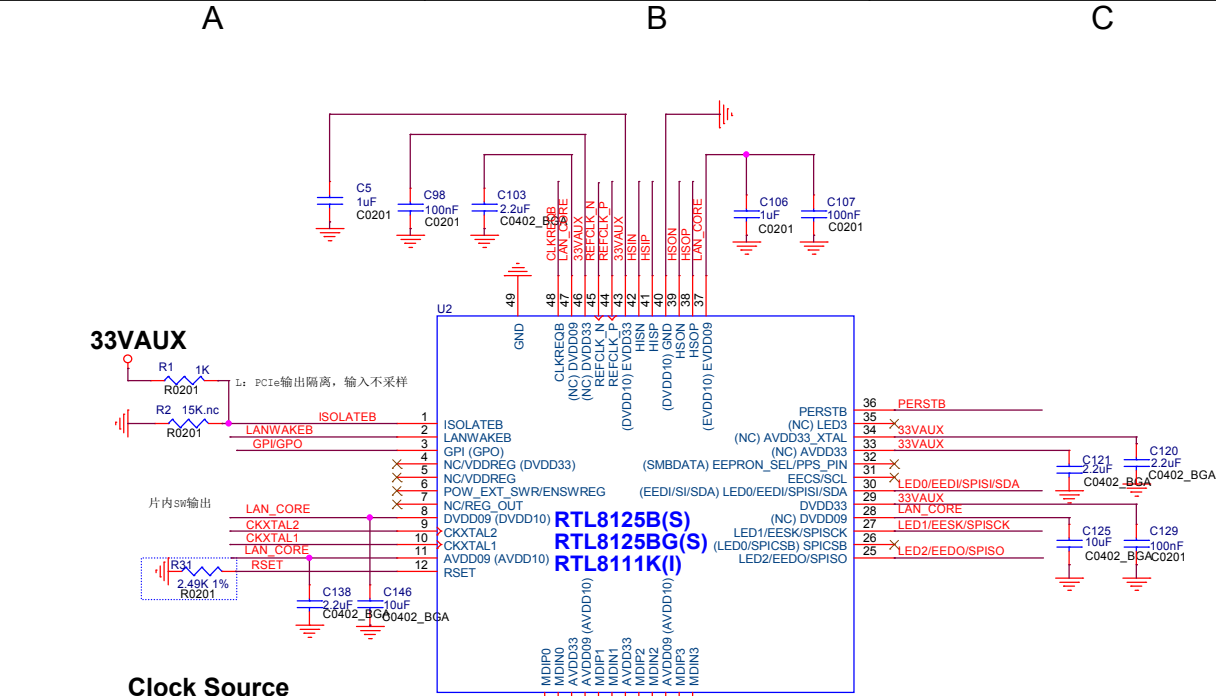 A
B
C
C5
1uF
C0201
C98
100nF
C0201
C103
2.2uF
C0402_BGA
CLKREQB
LAN_CORE
33VAUX
REFCLK_N
REFCLK_P
33VAUX
HSIN
HSIP
HSON
HSOP
LAN_CORE
C106
1uF
C0201
C107
100nF
C0201
49
48
47
46
45
44
43
42
41
40
39
38
37
U2
GND
CLKREQB
(NC) DVDD09
(NC) DVDD33
REFCLK_N
REFCLK_P
(DVDD10) EVDD33
HISN
HISP
(DVDD10) GND
HSON
HSOP
(EVDD10) EVDD09
33VAUX
R1
1K
R0201
L: PCIe输出隔离，输入不采样
R2
15K.nc
R0201
ISOLATEB
LANWAKEB
GPI/GPO
1
2
3
4
5
6
7
8
9
10
11
12
ISOLATEB
LANWAKEB
GPI (GPO)
NC/VDDREG (DVDD33)
NC/VDDREG
POW_EXT_SWR/ENSWREG
NC/REG_OUT
DVDD09 (DVDD10)
CKXTAL2
CKXTAL1
AVDD09 (AVDD10)
RSET
片内SW输出
LAN_CORE
CKXTAL2
CKXTAL1
LAN_CORE
RSET
R31
2.49K 1%
R0201
C138
2.2uF
C0402_BGA
C146
10uF
C0402_BGA
RTL8125B(S)
RTL8125BG(S)
RTL8111K(I)
PERSTB
(NC) LED3
(NC) AVDD33_XTAL
(NC) AVDD33
(SMBDATA) EEPRON_SEL/PPS_PIN
EECS/SCL
(EEDI/SI/SDA) LED0/EEDI/SPISI/SDA
DVDD33
(NC) DVDD09
LED1/EESK/SPISCK
(LED0/SPICSB) SPICSB
LED2/EEDO/SPISO
36
35
34
33
32
31
30
29
28
27
26
25
PERSTB
33VAUX
33VAUX
LED0/EEDI/SPISI/SDA
33VAUX
LAN_CORE
LED1/EESK/SPISCK
LED2/EEDO/SPISO
C121
2.2uF
C0402_BGA
C120
2.2uF
C0402_BGA
C125
10uF
C0402_BGA
C129
100nF
C0201
MDIP0
MDIN0
AVDD33
AVDD09 (AVDD10)
MDIP1
MDIN1
AVDD33
MDIP2
MDIN2
AVDD09 (AVDD10)
MDIP3
MDIN3
Clock Source